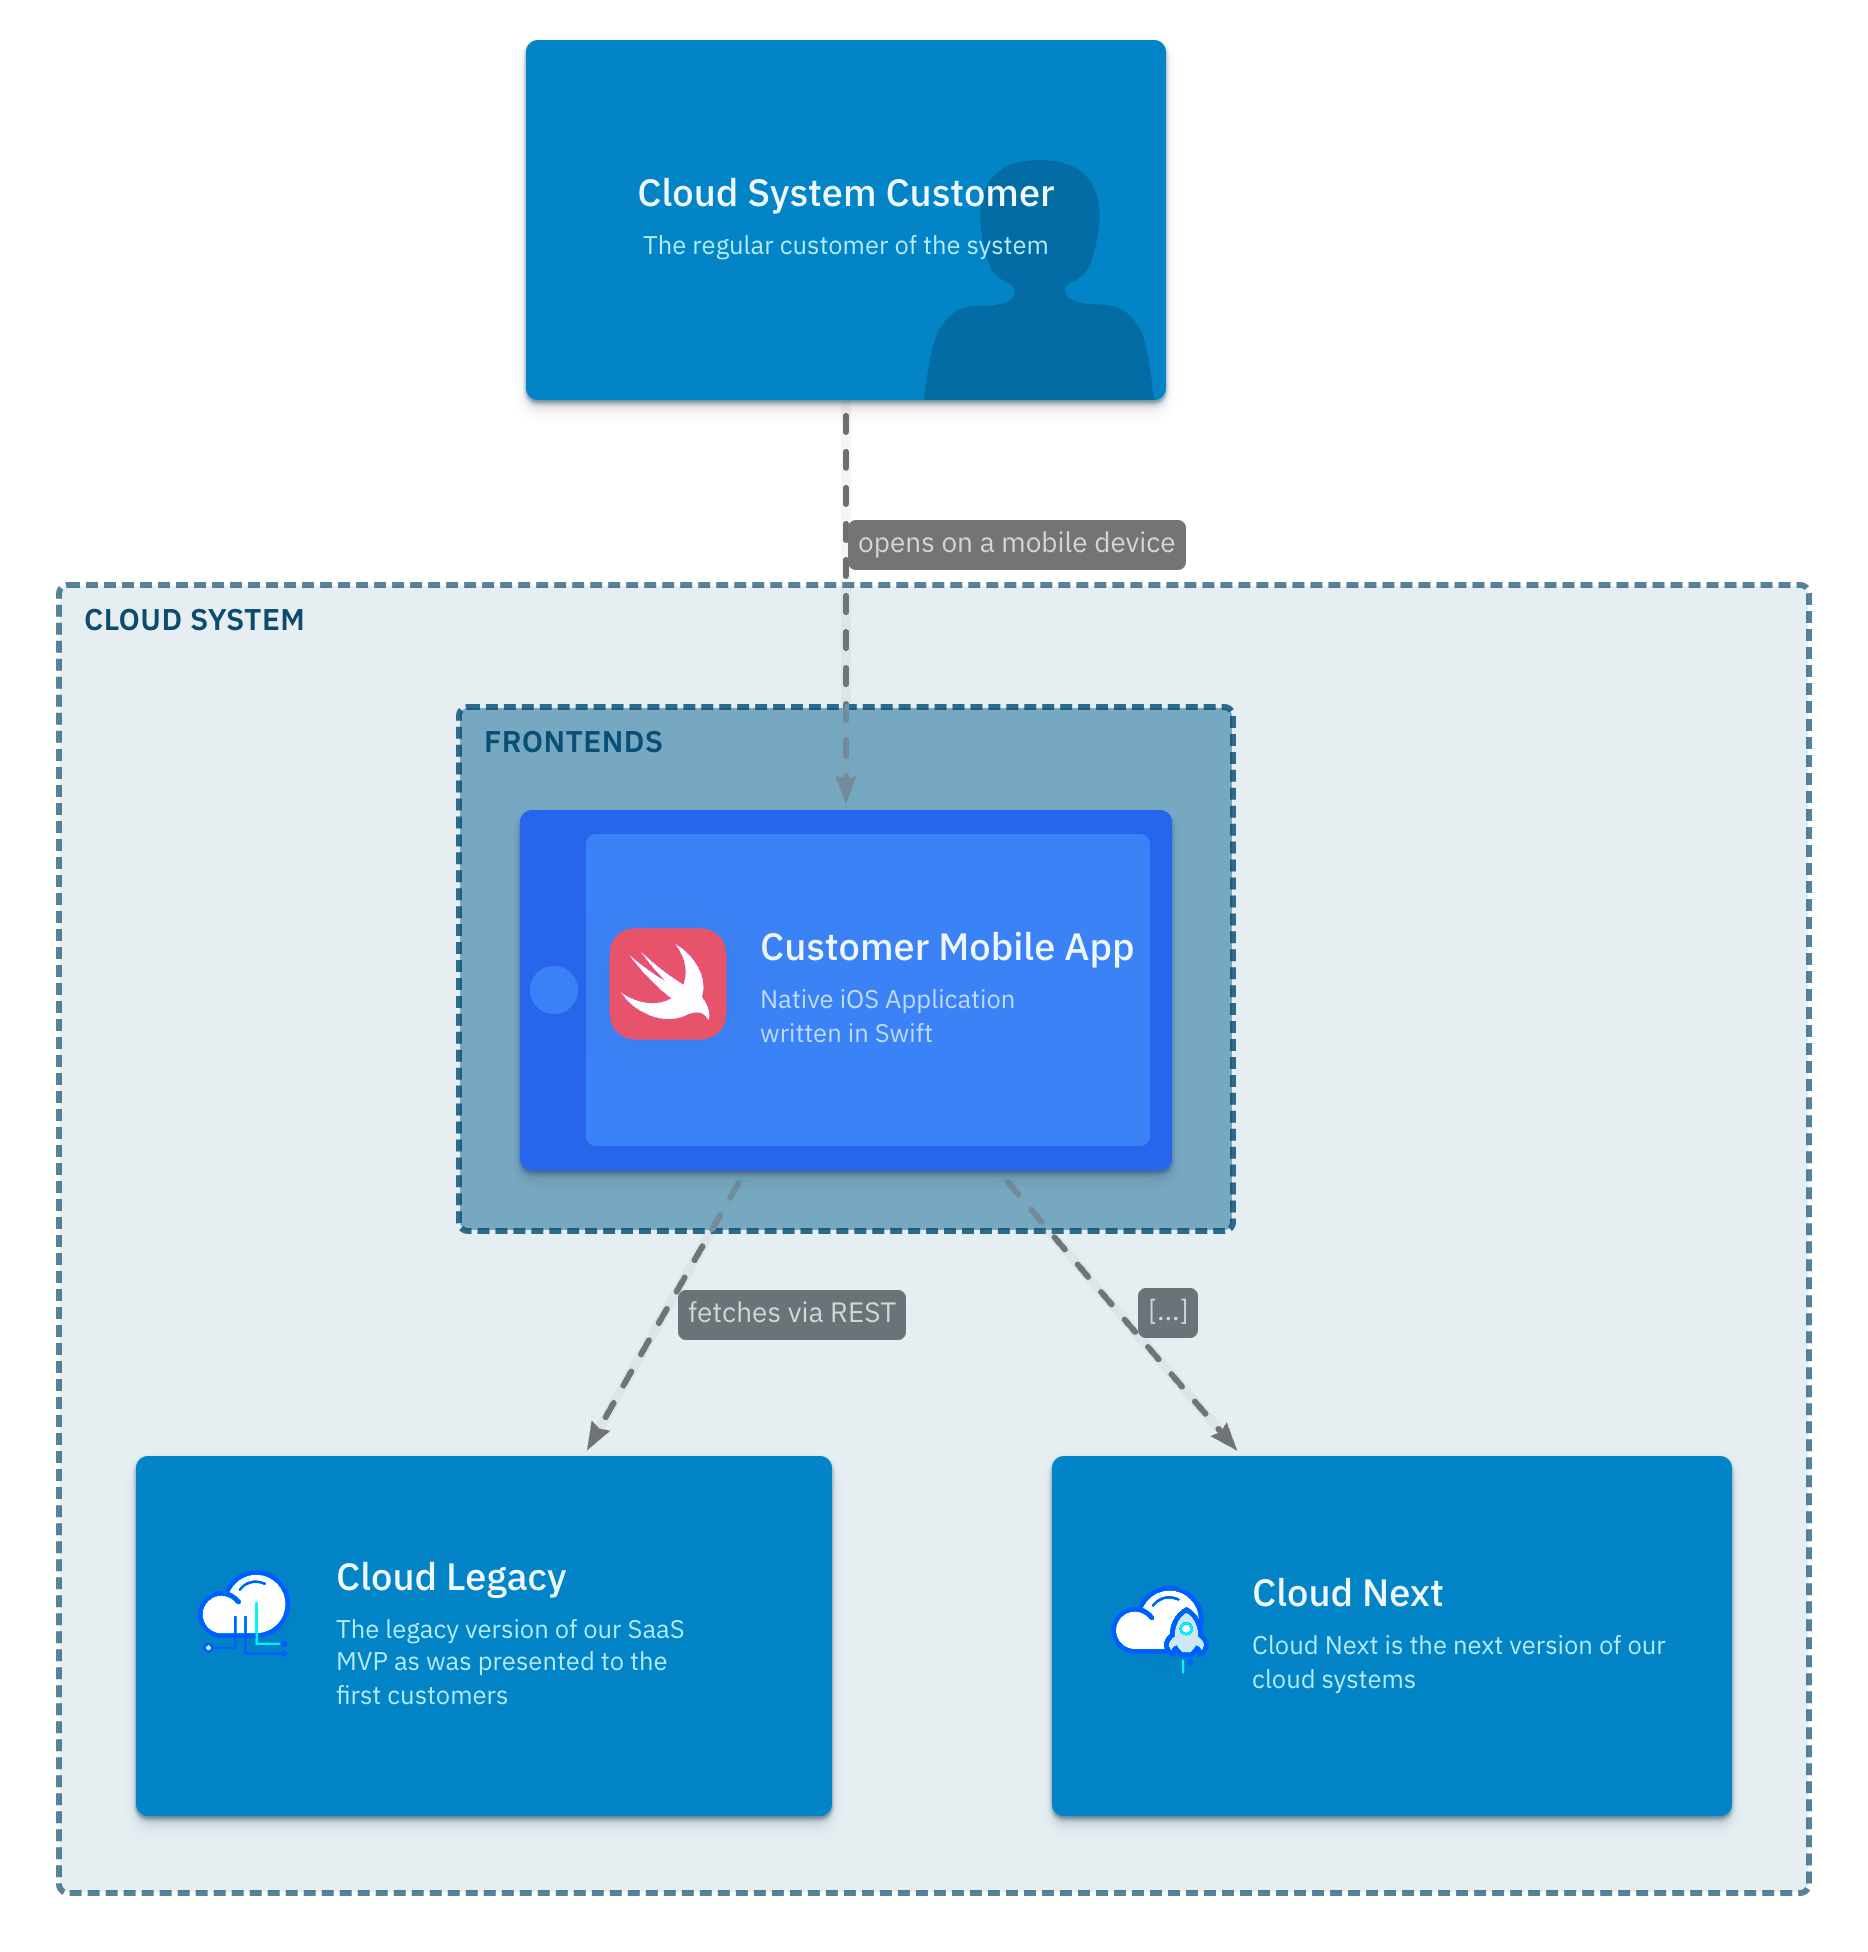 Cloud System Customer
The regular customer of the system
opens on a mobile device
CLOUD SYSTEM
FRONTENDS
Customer Mobile App
Native iOS Application
written in Swift
fetches via REST
[...]
Cloud Legacy
The legacy version of our SaaS
MVP as was presented to the
first customers
Cloud Next
Cloud Next is the next version of our
cloud systems